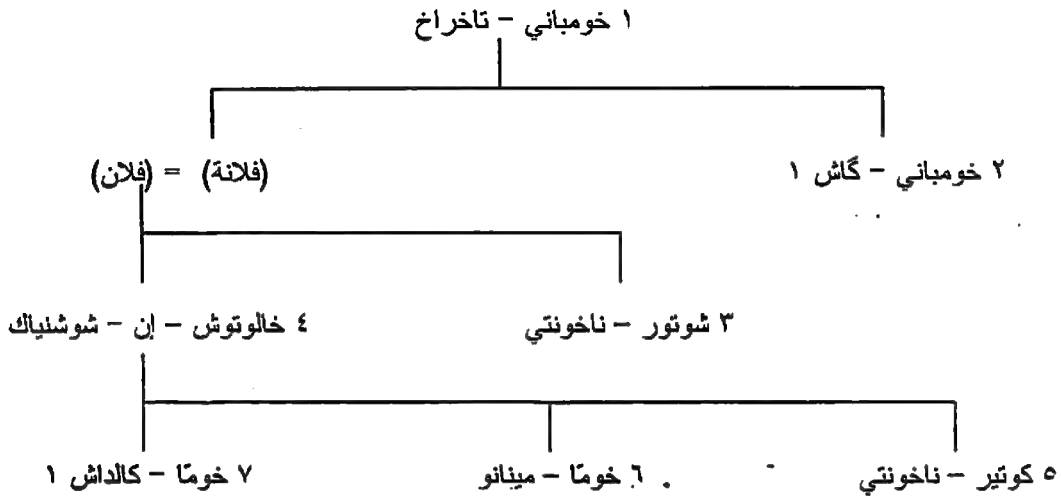 ١ خومباني – تاخراخ
٢ خومباني – گاش ١ (فلانة) = (فلان)
٣ شوتور – ناخونتي ٤ خالوتوش – إن – شوشنياك
٥ كوتير – ناخونتي ٦ خومّا – مينانو ٧ خومّا – كالداش ١